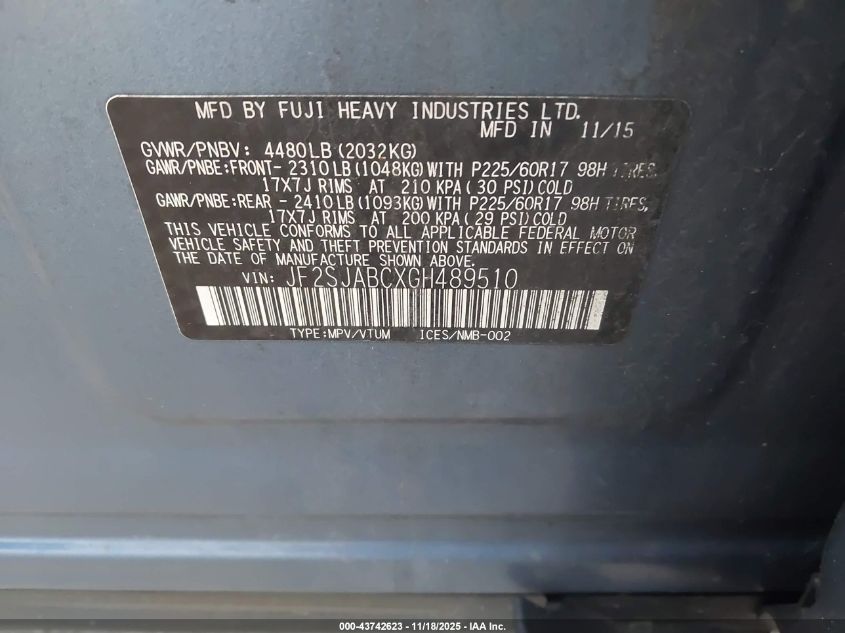 MFD BY FUJI HEAVY INDUSTRIES LTD.
MFD IN 11/15
GVWR/PNBV: 4480LB(2032KG)
GAWR/PNBE:FRONT- 2310LB(1048KG)WITH P225/60R17 98H TIRES,
17X7J RIMS AT 210 KPA(30 PSI)COLD
GAWR/PNBE:REAR - 2410LB(1093KG)WITH P225/60R17 98H TIRES,
17X7J RIMS AT 200 KPA(29 PSI)COLD
THIS VEHICLE CONFORMS TO ALL APPLICABLE FEDERAL MOTOR
VEHICLE SAFETY AND THEFT PREVENTION STANDARDS IN EFFECT ON
THE DATE OF MANUFACTURE SHOWN ABOVE.
VIN: JF2SJABCXGH489510
TYPE:MPV/VTUM ICES/NMB-002
000-43742623 - 11/18/2025 - IAA Inc.